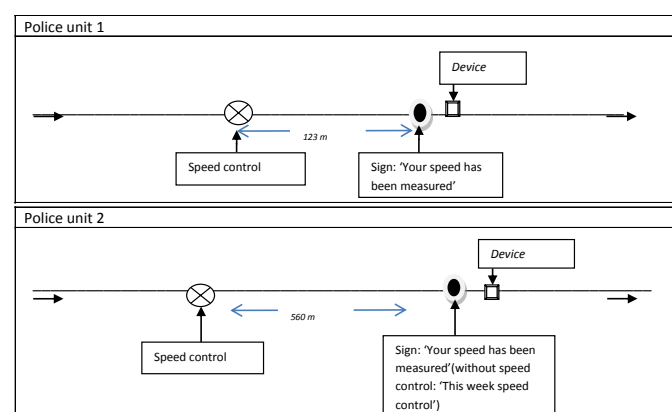 Police unit 1
Device
123 m
Speed control
Sign: ‘Your speed has
been measured’
Police unit 2
Device
560 m
Speed control
Sign: ‘Your speed has been
measured’(without speed
control: ‘This week speed
control’)